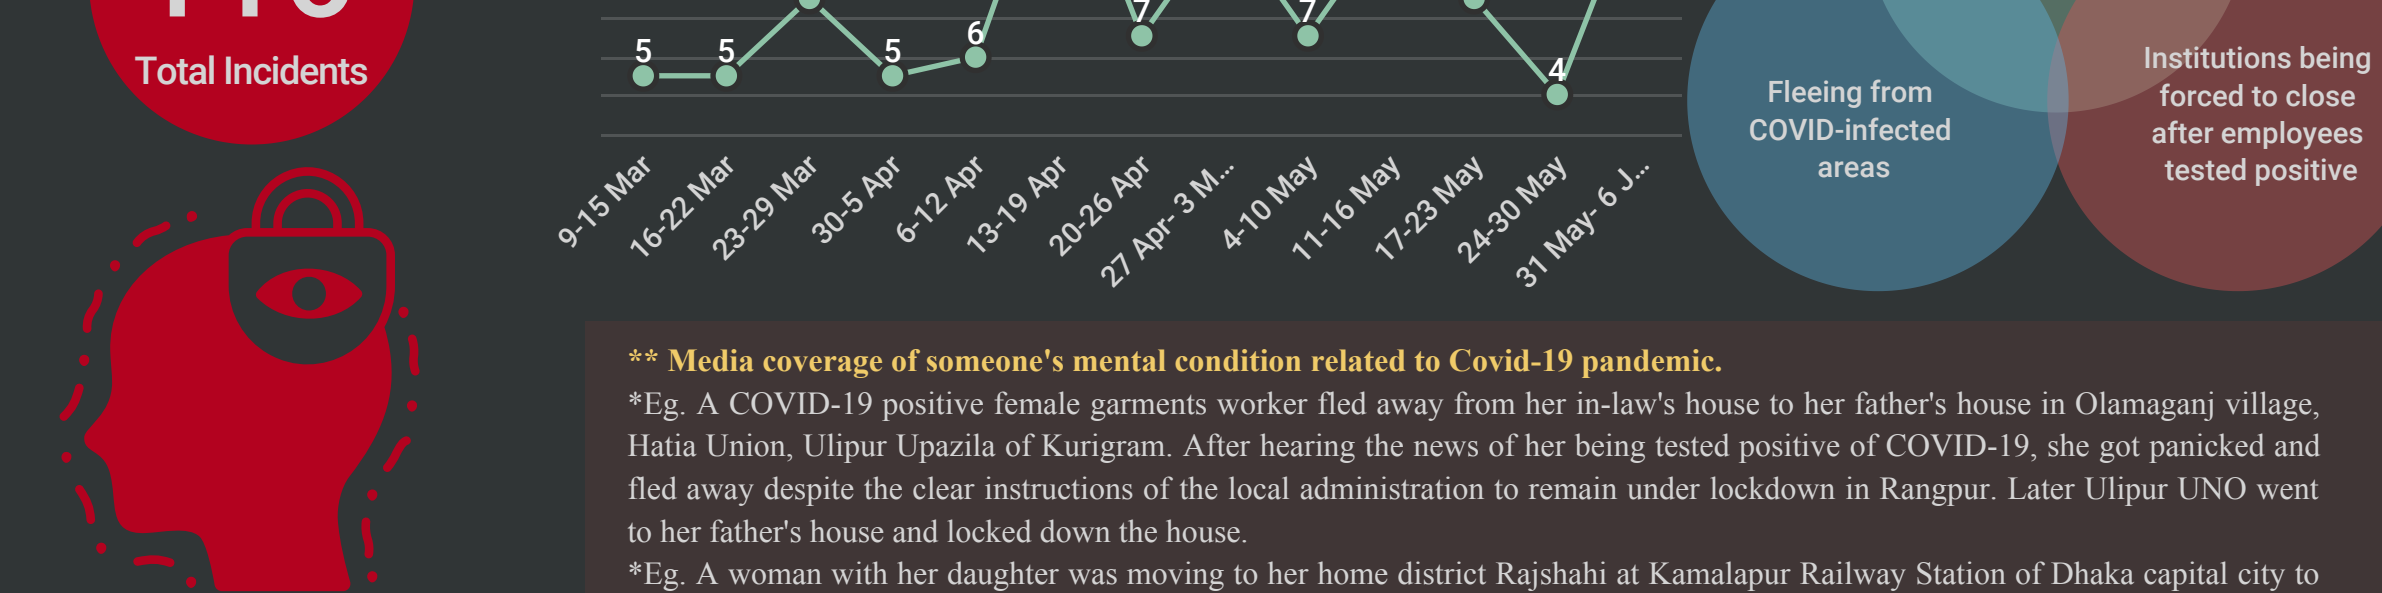 Total Incidents
5
5
5
6
7
7
4
9-15 Mar
16-22 Mar
23-29 Mar
30-5 Apr
6-12 Apr
13-19 Apr
20-26 Apr
27 Apr- 3 M...
4-10 May
11-16 May
17-23 May
24-30 May
31 May- 6 J...
Fleeing from
COVID-infected
areas
Institutions being
forced to close
after employees
tested positive
** Media coverage of someone's mental condition related to Covid-19 pandemic.
*Eg. A COVID-19 positive female garments worker fled away from her in-law's house to her father's house in Olamaganj village,
Hatia Union, Ulipur Upazila of Kurigram. After hearing the news of her being tested positive of COVID-19, she got panicked and
fled away despite the clear instructions of the local administration to remain under lockdown in Rangpur. Later Ulipur UNO went
to her father's house and locked down the house.
*Eg. A woman with her daughter was moving to her home district Rajshahi at Kamalapur Railway Station of Dhaka capital city to